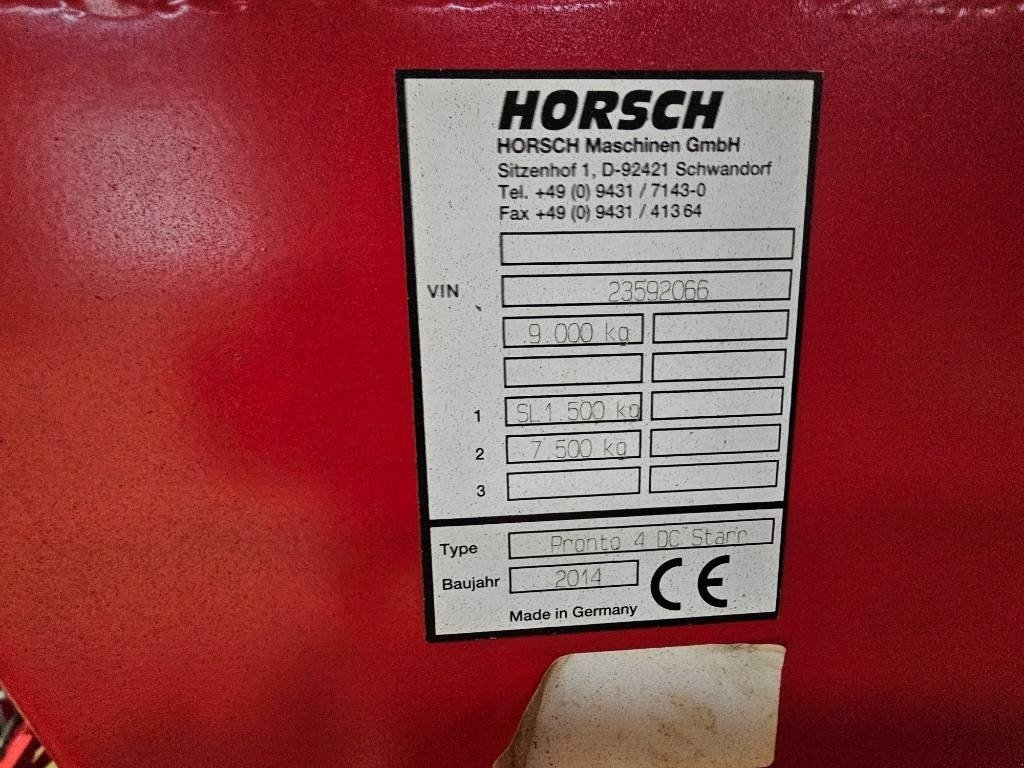 HORSCH
HORSCH Maschinen GmbH
Sitzenhof 1, D-92421 Schwandorf
Tel. +49 (0) 9431 / 7143-0
Fax +49 (0) 9431 / 413 64
VIN 23592066
9.000 kg
1 SL1.500 kg
2 7.500 kg
3
Type Pronto 4 DC Starr
Baujahr 2014
Made in Germany CE